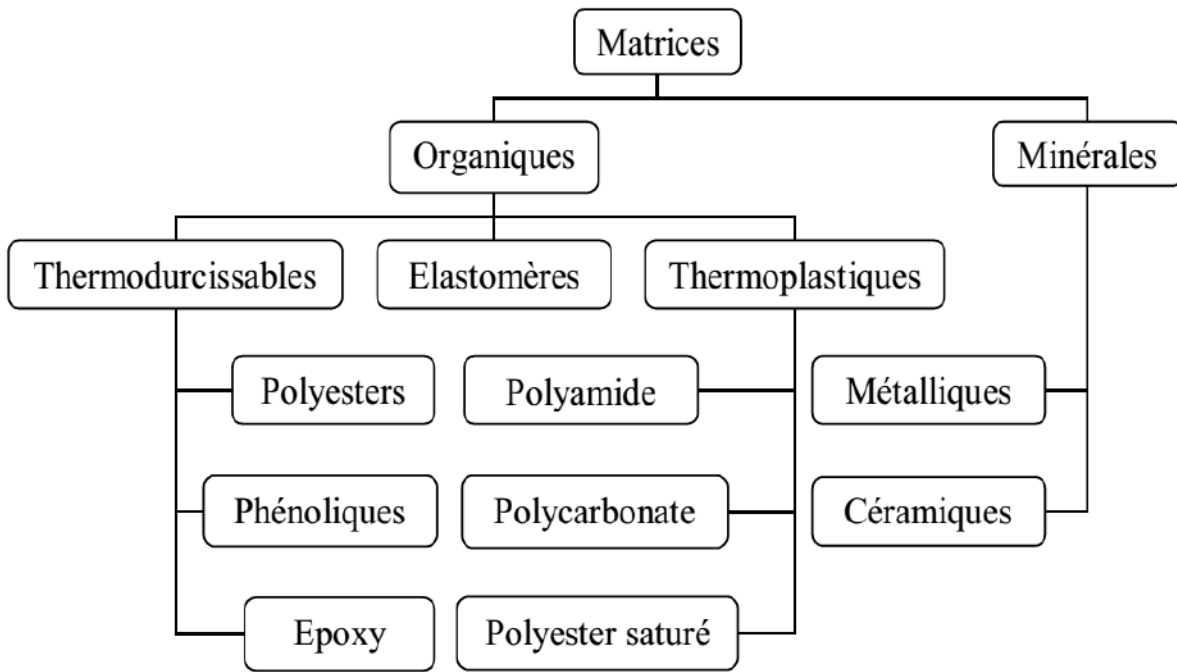 Matrices
Organiques
Minérales
Thermodurcissables
Elastomères
Thermoplastiques
Polyesters
Polyamide
Métalliques
Phénoliques
Polycarbonate
Céramiques
Epoxy
Polyester saturé